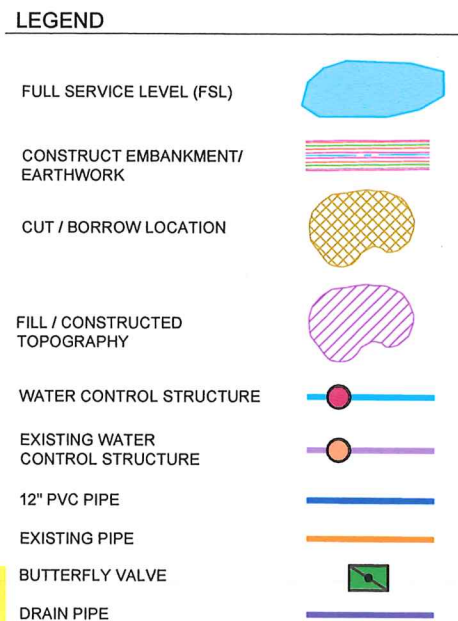 LEGEND
FULL SERVICE LEVEL (FSL)
CONSTRUCT EMBANKMENT/
EARTHWORK
CUT / BORROW LOCATION
FILL / CONSTRUCTED
TOPOGRAPHY
WATER CONTROL STRUCTURE
EXISTING WATER
CONTROL STRUCTURE
12" PVC PIPE
EXISTING PIPE
BUTTERFLY VALVE
DRAIN PIPE